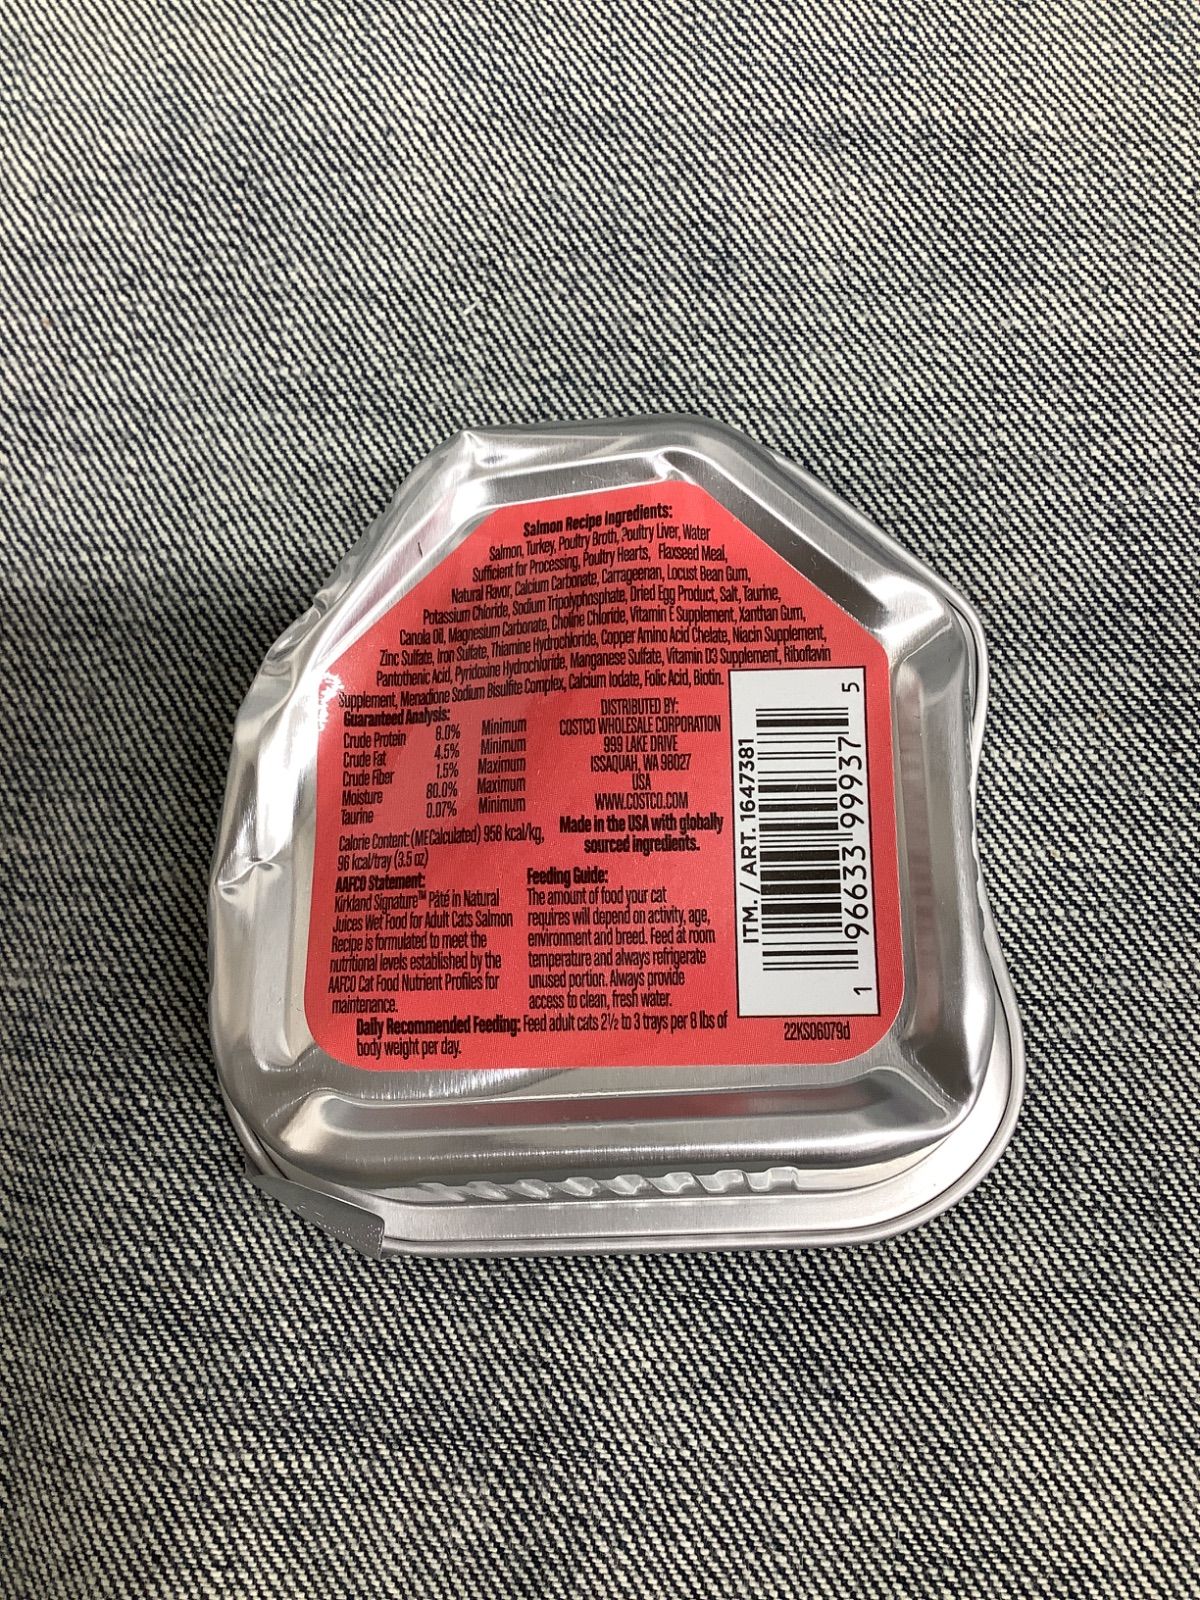 Salmon Recipe Ingredients:
Salmon, Turkey, Poultry Broth, Poultry Liver, Water
Sufficient for Processing, Poultry Hearts, Flaxseed Meal,
Natural Flavor, Calcium Carbonate, Carrageenan, Locust Bean Gum,
Potassium Chloride, Sodium Tripolyphosphate, Dried Egg Product, Salt, Taurine,
Canola Oil, Magnesium Carbonate, Choline Chloride, Vitamin E Supplement, Xanthan Gum,
Zinc Sulfate, Iron Sulfate, Thiamine Hydrochloride, Copper Amino Acid Chelate, Niacin Supplement,
Pantothenic Acid, Pyridoxine Hydrochloride, Manganese Sulfate, Vitamin D3 Supplement, Riboflavin
Supplement, Menadione Sodium Bisulfite Complex, Calcium Iodate, Folic Acid, Biotin.
Guaranteed Analysis:
Crude Protein 9.0% Minimum
Crude Fat 4.5% Minimum
Crude Fiber 1.5% Maximum
Moisture 80.0% Maximum
Taurine 0.07% Minimum
Calorie Content: (ME Calculated) 956 kcal/kg,
96 kcal/tray (3.5 oz)
AAFCO Statement:
Kirkland Signature™ Pâté in Natural
Juices Wet Food for Adult Cats Salmon
Recipe is formulated to meet the
nutritional levels established by the
AAFCO Cat Food Nutrient Profiles for
maintenance.
DISTRIBUTED BY:
COSTCO WHOLESALE CORPORATION
999 LAKE DRIVE
ISSAQUAH, WA 98027
USA
WWW.COSTCO.COM
Made in the USA with globally
sourced ingredients.
Feeding Guide:
The amount of food your cat
requires will depend on activity, age,
environment and breed. Feed at room
temperature and always refrigerate
unused portion. Always provide
access to clean, fresh water.
Daily Recommended Feeding: Feed adult cats 2½ to 3 trays per 8 lbs of
body weight per day.
ITM. / ART. 1647381
1 96633 99937 5
22KS06079d